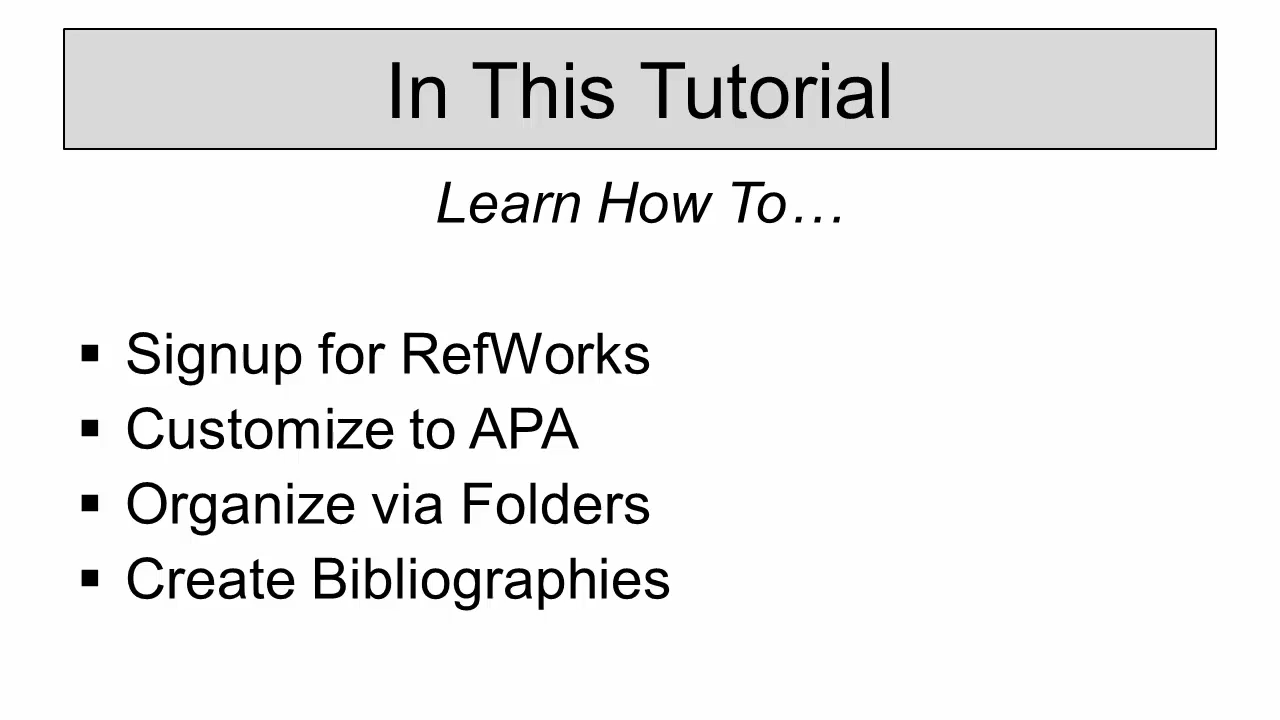 In This Tutorial
Learn How To…
▪ Signup for RefWorks
▪ Customize to APA
▪ Organize via Folders
▪ Create Bibliographies